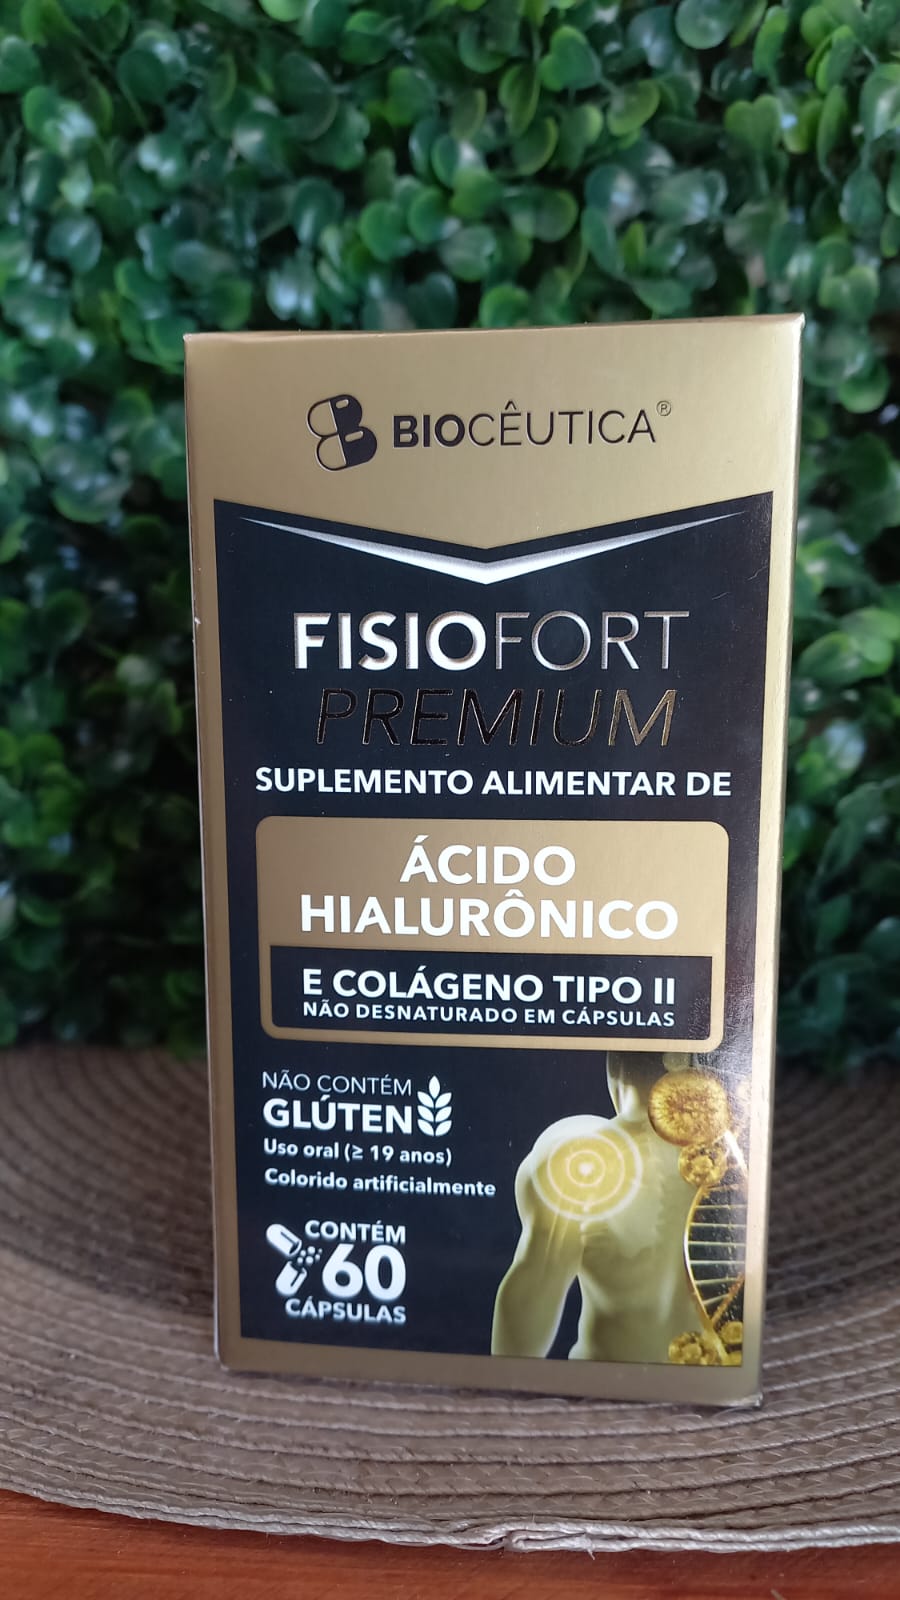 BIOCÊUTICA®
FISIOFORT
PREMIUM
SUPLEMENTO ALIMENTAR DE
ÁCIDO
HIALURÔNICO
E COLÁGENO TIPO II
NÃO DESNATURADO EM CÁPSULAS
NÃO CONTÉM
GLÚTEN
Uso oral (≥ 19 anos)
Colorido artificialmente
CONTÉM
60
CÁPSULAS